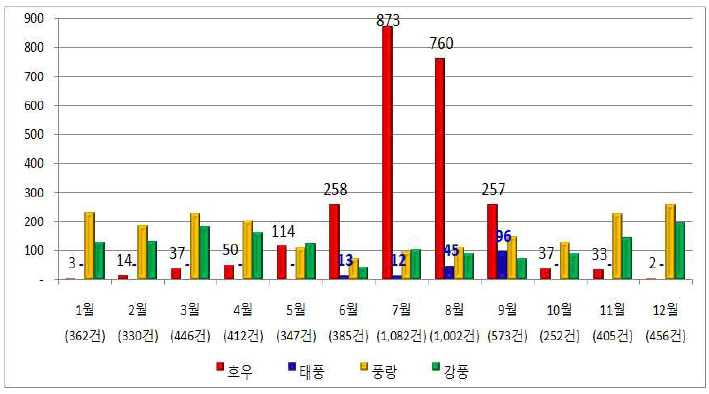 900
800
700
600
500
400
300
200
100
-
3 - 14 - 37 - 50 - 114 - 258 13 873 12 760 45 257 96 37 - 33 - 2 -
1월 2월 3월 4월 5월 6월 7월 8월 9월 10월 11월 12월
(362건) (330건) (446건) (412건) (347건) (385건) (1,082건) (1,002건) (573건) (252건) (405건) (456건)
호우 태풍 풍랑 강풍